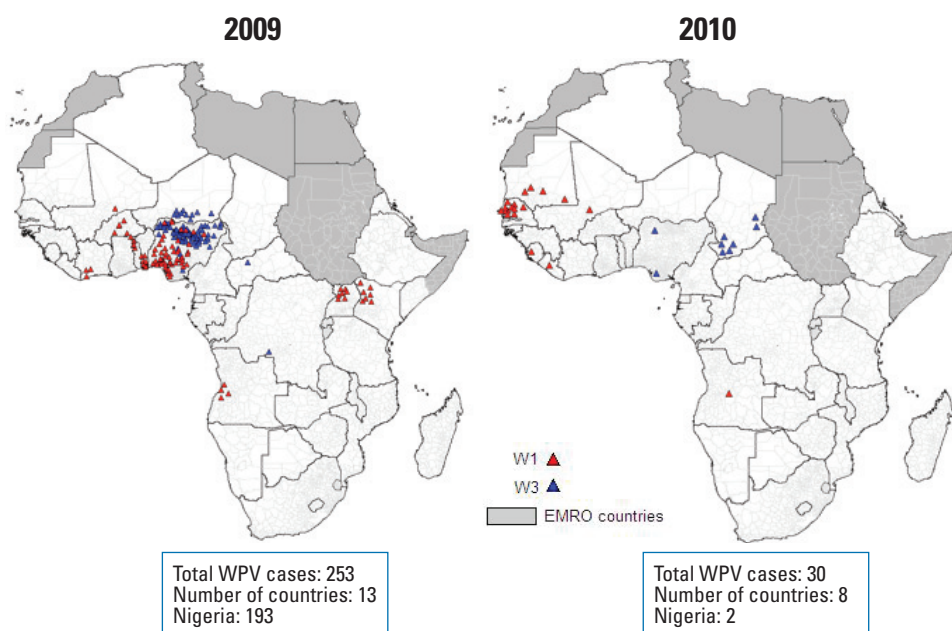 2009
2010
W1
W3
EMRO countries
Total WPV cases: 253
Number of countries: 13
Nigeria: 193
Total WPV cases: 30
Number of countries: 8
Nigeria: 2